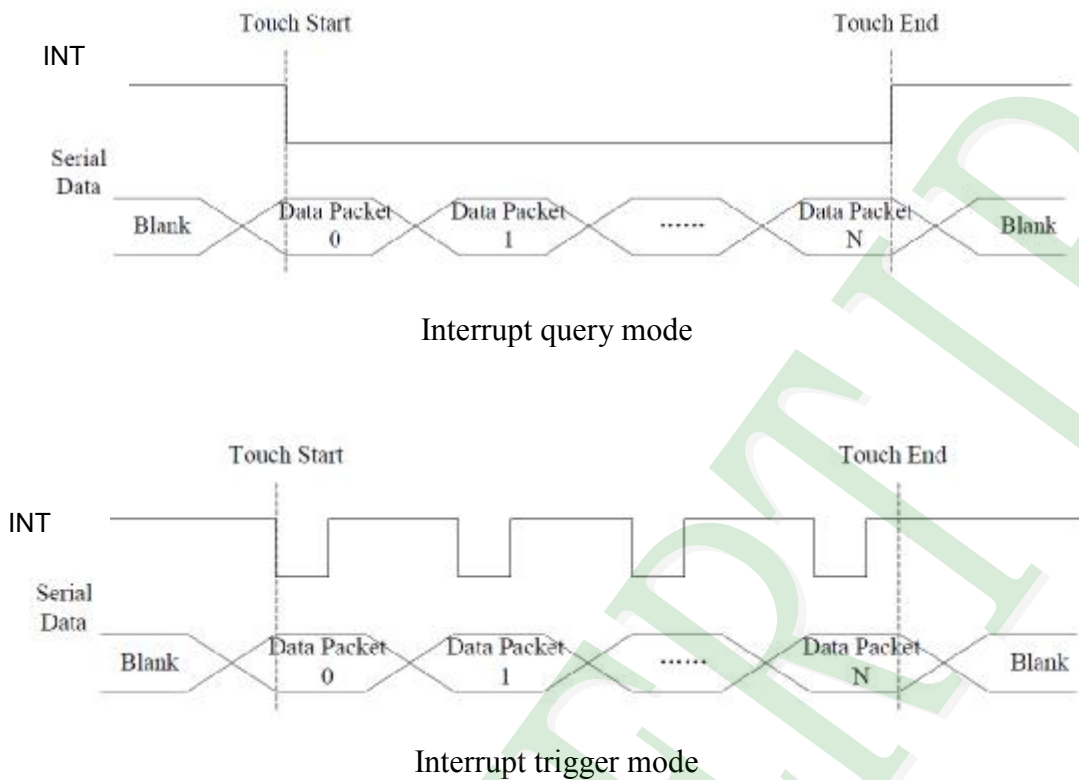 Touch Start
Touch End
INT
Serial
Data
Blank
Data Packet
0
Data Packet
1
......
Data Packet
N
Blank
Interrupt query mode
Touch Start
Touch End
INT
Serial
Data
Blank
Data Packet
0
Data Packet
1
......
Data Packet
N
Blank
Interrupt trigger mode